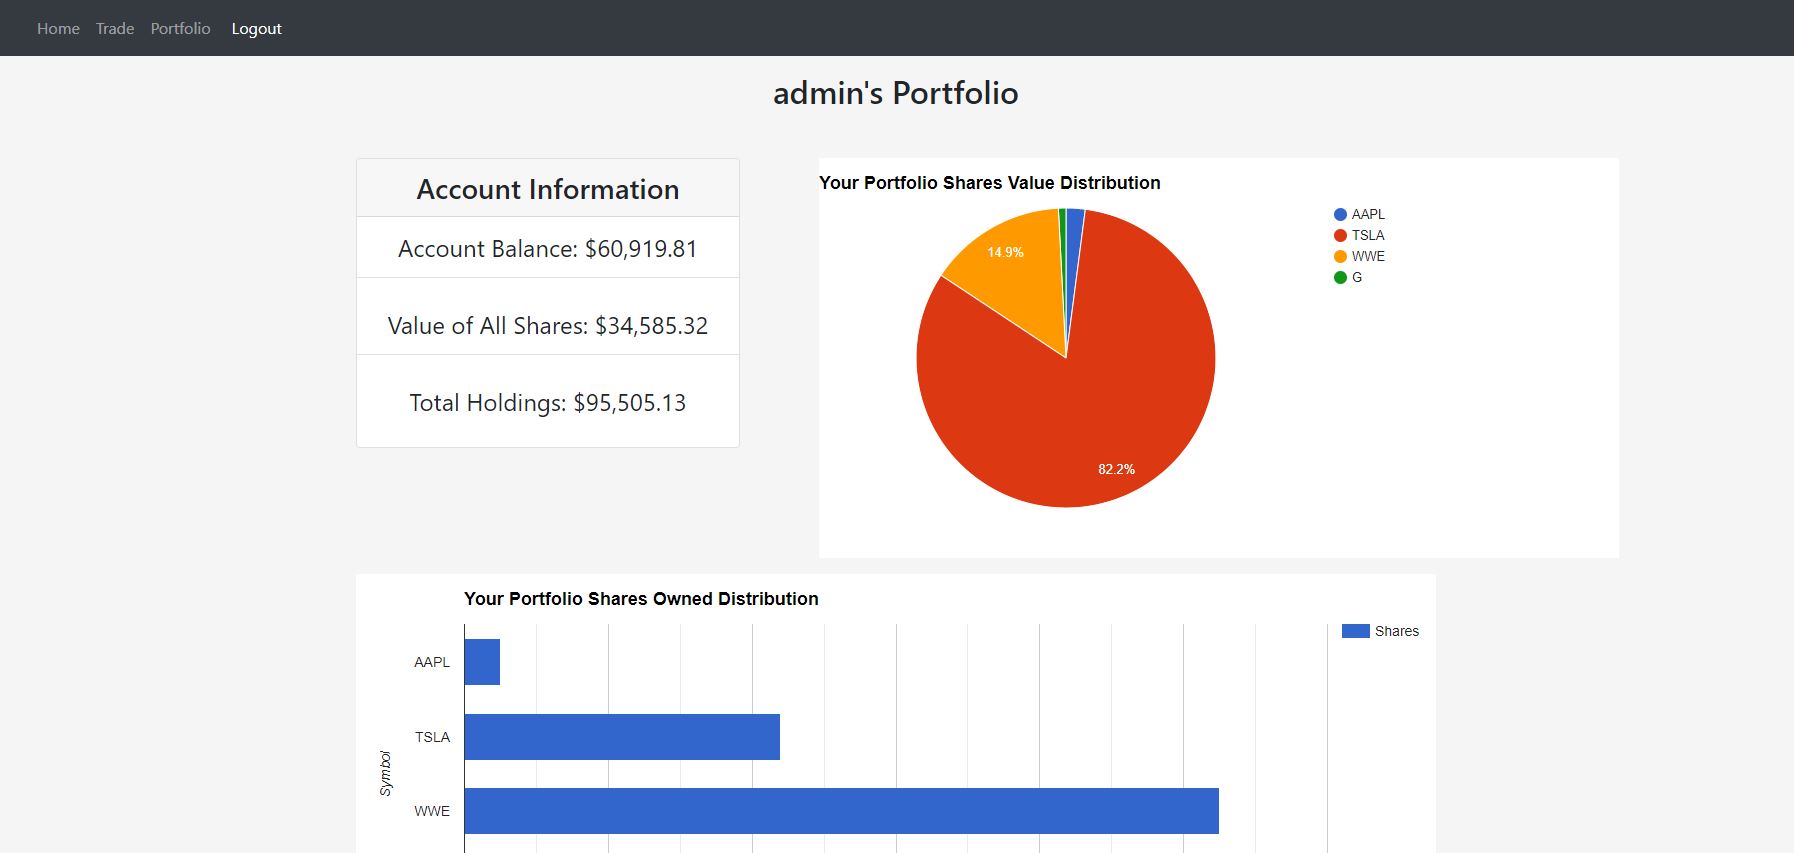 Home Trade Portfolio Logout
admin's Portfolio
Account Information
Account Balance: $60,919.81
Value of All Shares: $34,585.32
Total Holdings: $95,505.13
Your Portfolio Shares Value Distribution
14.9%
82.2%
AAPL
TSLA
WWE
G
Your Portfolio Shares Owned Distribution
Shares
Symbol
AAPL
TSLA
WWE